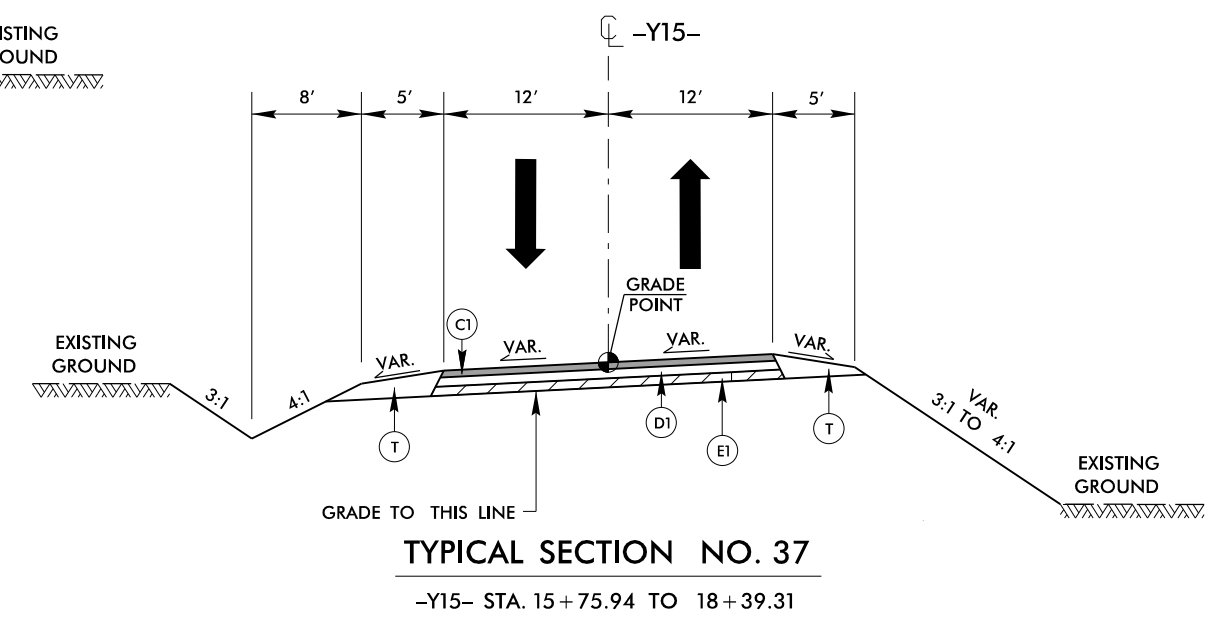 ISTING
OUND
℄ –Y15–
8'
5'
12'
12'
5'
GRADE
POINT
C1
EXISTING
GROUND
VAR.
VAR.
VAR.
VAR.
3:1
4:1
T
D1
E1
T
VAR.
3:1 TO 4:1
EXISTING
GROUND
GRADE TO THIS LINE
TYPICAL SECTION NO. 37
–Y15– STA. 15+75.94 TO 18+39.31